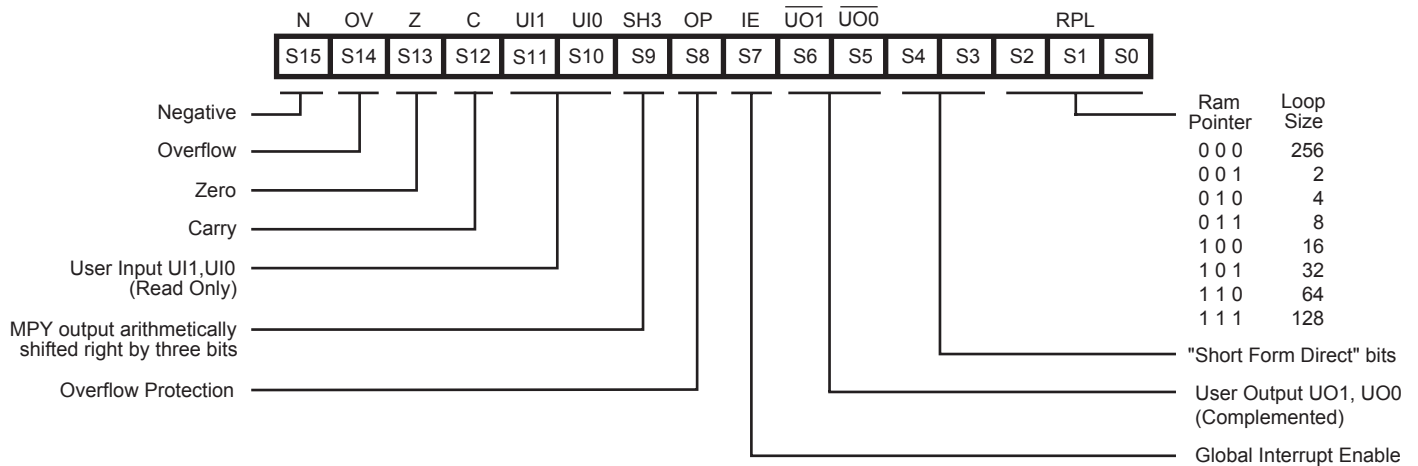 N OV Z C UI1 UI0 SH3 OP IE UO1 UO0 RPL
S15 S14 S13 S12 S11 S10 S9 S8 S7 S6 S5 S4 S3 S2 S1 S0
Negative
Overflow
Zero
Carry
User Input UI1,UI0
(Read Only)
MPY output arithmetically
shifted right by three bits
Overflow Protection
Ram Loop
Pointer Size
0 0 0 256
0 0 1 2
0 1 0 4
0 1 1 8
1 0 0 16
1 0 1 32
1 1 0 64
1 1 1 128
"Short Form Direct" bits
User Output UO1, UO0
(Complemented)
Global Interrupt Enable